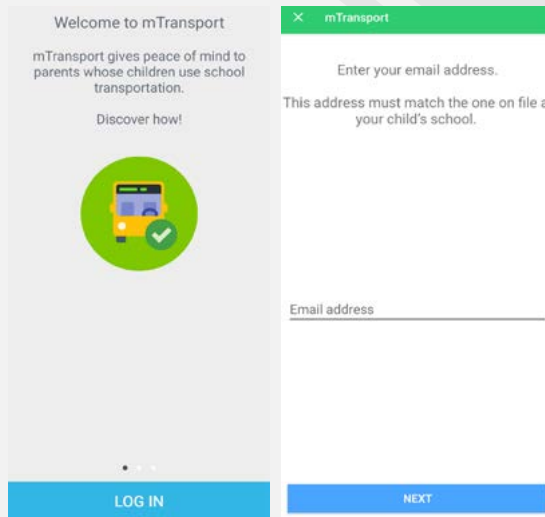 Welcome to mTransport
mTransport gives peace of mind to
parents whose children use school
transportation.
Discover how!
LOG IN
mTransport
Enter your email address.
This address must match the one on file a
your child's school.
Email address
NEXT